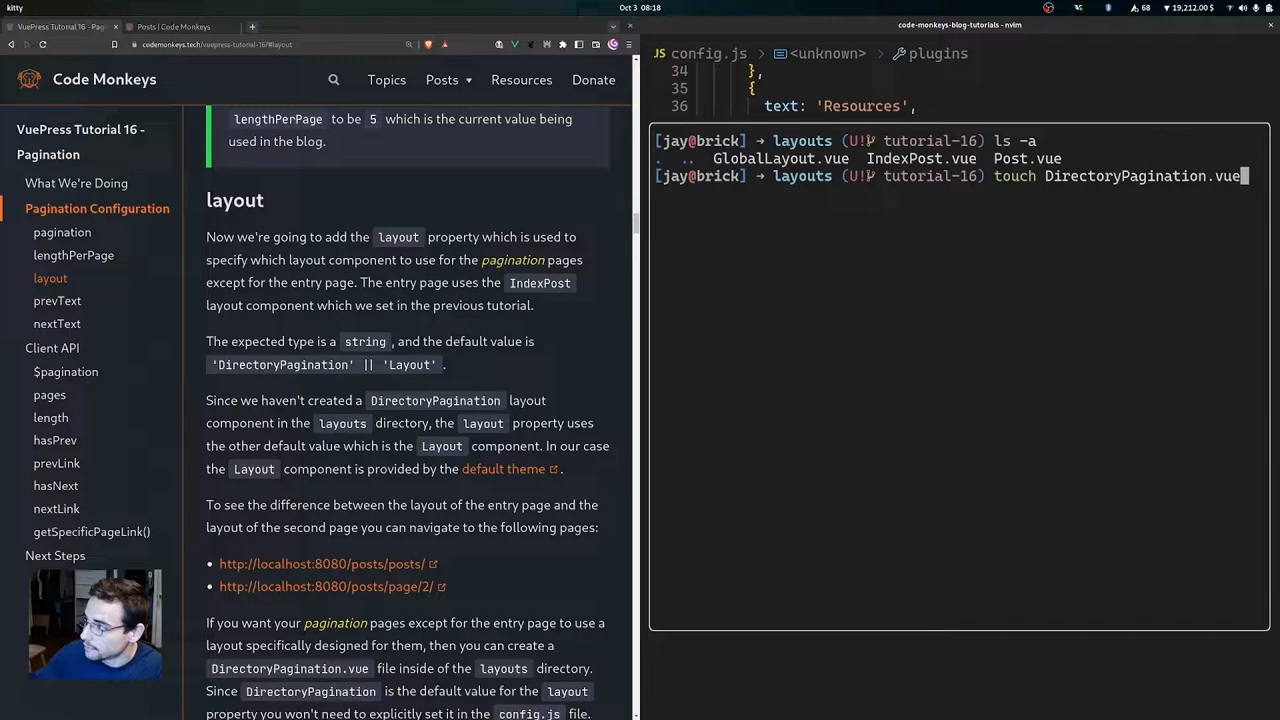 kitty
Oct 3 08:18
68
19,212.00 $
VuePress Tutorial 16 - Pag
Posts | Code Monkeys
codemonkeys.tech/vuepress-tutorial-16/#layout
code-monkeys-blog-tutorials - nvim
Code Monkeys
Topics
Posts
Resources
Donate
VuePress Tutorial 16 -
Pagination
What We're Doing
Pagination Configuration
pagination
lengthPerPage
layout
prevText
nextText
Client API
$pagination
pages
length
hasPrev
prevLink
hasNext
nextLink
getSpecificPageLink()
Next Steps
lengthPerPage to be 5 which is the current value being
used in the blog.
layout
Now we're going to add the layout property which is used to
specify which layout component to use for the pagination pages
except for the entry page. The entry page uses the IndexPost
layout component which we set in the previous tutorial.
The expected type is a string, and the default value is
'DirectoryPagination' || 'Layout'.
Since we haven't created a DirectoryPagination layout
component in the layouts directory, the layout property uses
the other default value which is the Layout component. In our case
the Layout component is provided by the default theme.
To see the difference between the layout of the entry page and the
layout of the second page you can navigate to the following pages:
• http://localhost:8080/posts/posts/
• http://localhost:8080/posts/page/2/
If you want your pagination pages except for the entry page to use a
layout specifically designed for them, then you can create a
DirectoryPagination.vue file inside of the layouts directory.
Since DirectoryPagination is the default value for the layout
property you won't need to explicitly set it in the config.js file.
JS config.js > <unknown> > plugins
34 },
35 {
36 text: 'Resources',
[jay@brick] → layouts (U! tutorial-16) ls -a
. .. GlobalLayout.vue IndexPost.vue Post.vue
[jay@brick] → layouts (U! tutorial-16) touch DirectoryPagination.vue